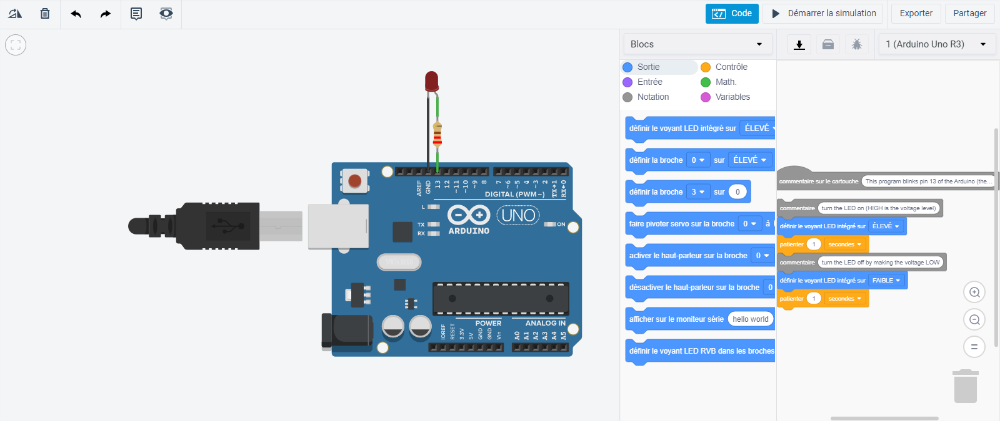 Code
Démarrer la simulation
Exporter
Partager
Blocs
1 (Arduino Uno R3)
Sortie
Contrôle
Entrée
Math.
Notation
Variables
définir le voyant LED intégré sur ÉLEVÉ
définir la broche 0 sur ÉLEVÉ
définir la broche 3 sur 0
faire pivoter servo sur la broche 0 à
activer le haut-parleur sur la broche 0
désactiver le haut-parleur sur la broche 0
afficher sur le moniteur série hello world
définir le voyant LED RVB dans les broches
commentaire sur le cartouche This program blinks pin 13 of the Arduino (the...
commentaire turn the LED on (HIGH is the voltage level)
définir le voyant LED intégré sur ÉLEVÉ
patienter 1 secondes
commentaire turn the LED off by making the voltage LOW
définir le voyant LED intégré sur FAIBLE
patienter 1 secondes
AREF GND 13 12 ~11 ~10 ~9 8 7 ~6 ~5 4 ~3 2 TX→1 RX←0
DIGITAL (PWM~)
L
TX
RX
UNO
ON
ARDUINO
POWER
ANALOG IN
IOREF RESET 3.3V 5V GND GND Vin A0 A1 A2 A3 A4 A5